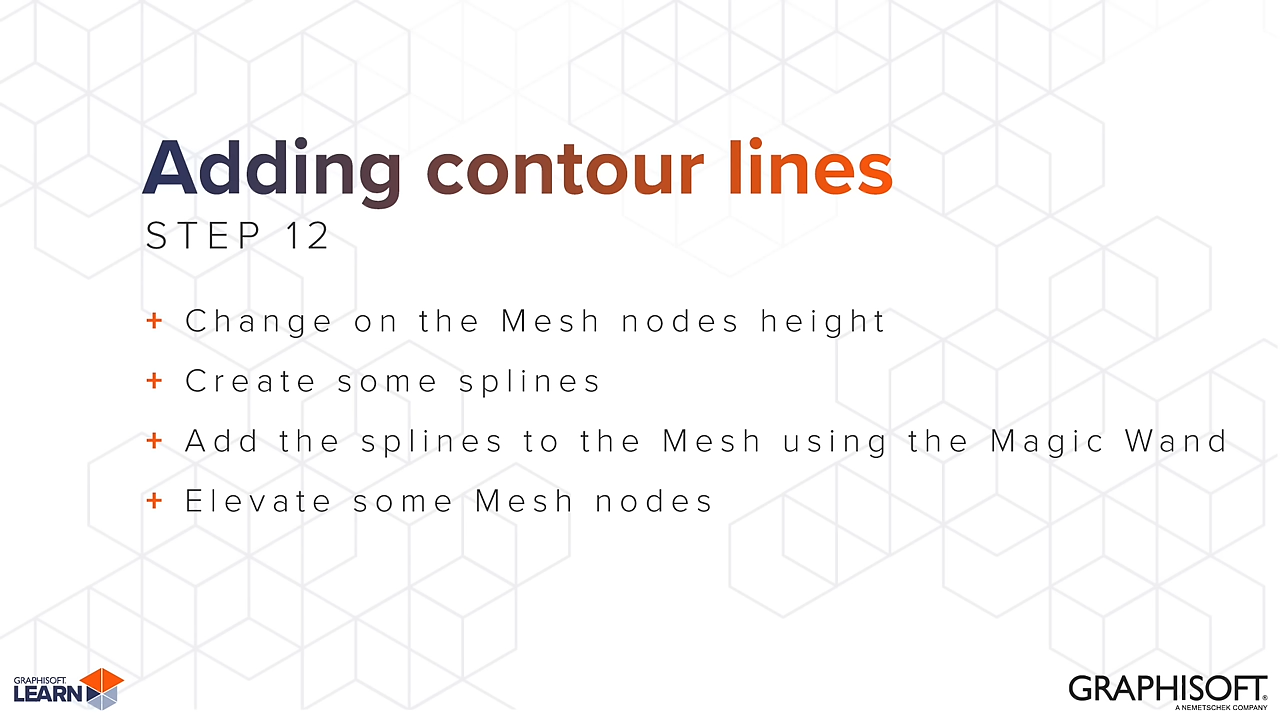 Adding contour lines
STEP 12
+ Change on the Mesh nodes height
+ Create some splines
+ Add the splines to the Mesh using the Magic Wand
+ Elevate some Mesh nodes
GRAPHISOFT.
LEARN
GRAPHISOFT®
A NEMETSCHEK COMPANY